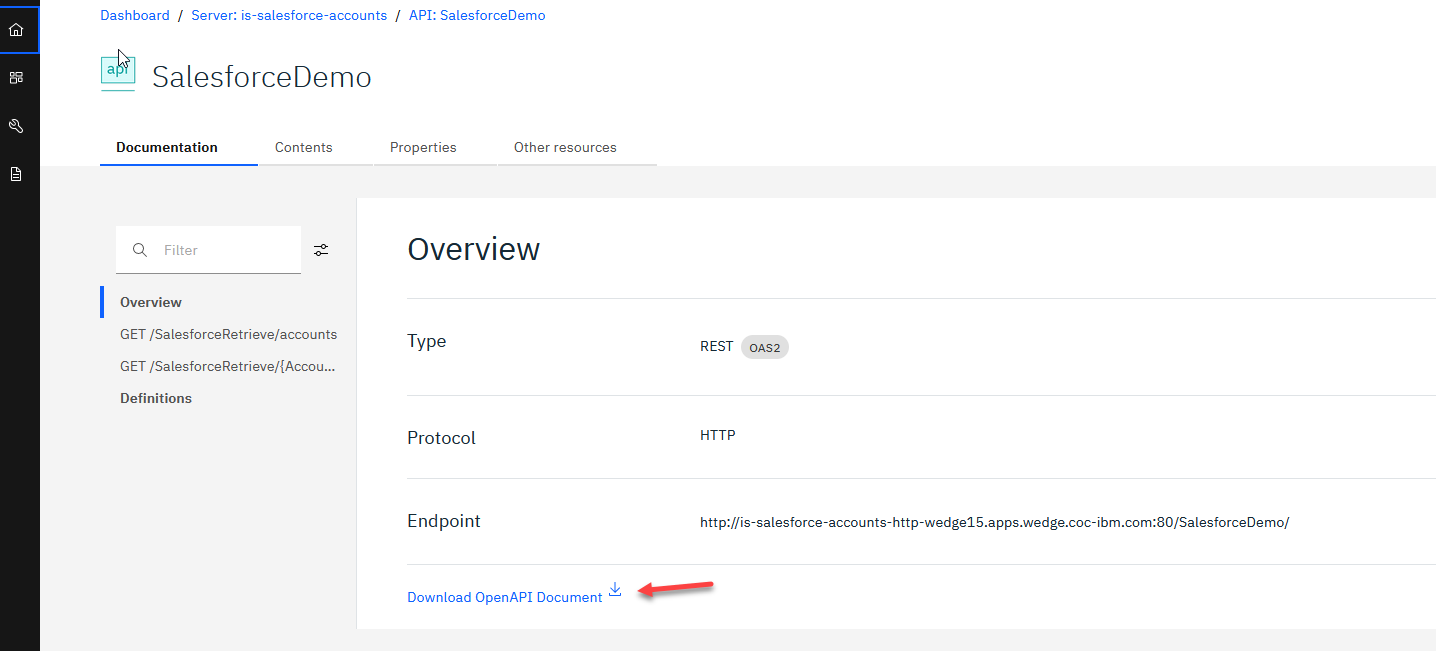 Dashboard / Server: is-salesforce-accounts / API: SalesforceDemo
api
SalesforceDemo
Documentation Contents Properties Other resources
Filter
Overview
GET /SalesforceRetrieve/accounts
GET /SalesforceRetrieve/{Accou...
Definitions
Overview
Type REST OAS2
Protocol HTTP
Endpoint http://is-salesforce-accounts-http-wedge15.apps.wedge.coc-ibm.com:80/SalesforceDemo/
Download OpenAPI Document